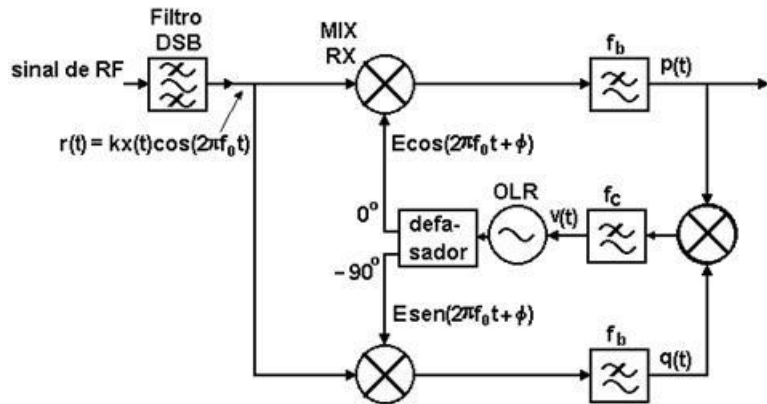 Filtro
DSB
MIX
RX
f_b
p(t)
sinal de RF
r(t) = kx(t)cos(2πf₀t)
Ecos(2πf₀t+ϕ)
OLR
0°
defa-
sador
v(t)
f_c
-90°
Esen(2πf₀t+ϕ)
f_b
q(t)